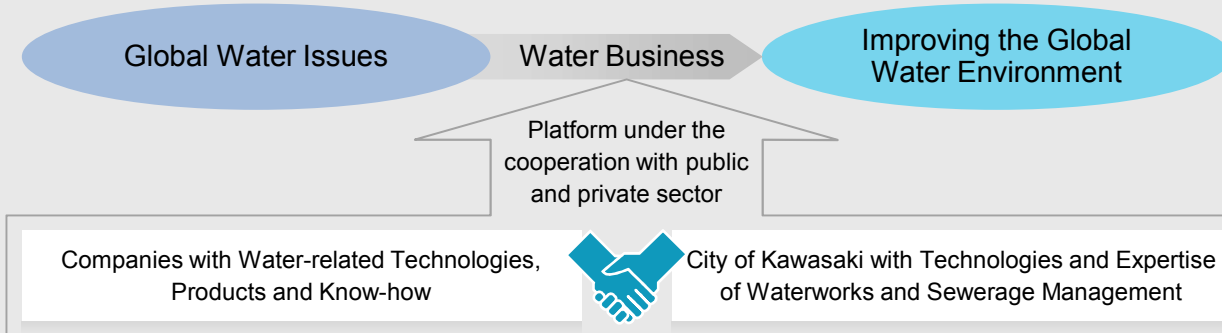 Global Water Issues
Water Business
Improving the Global
Water Environment
Platform under the
cooperation with public
and private sector
Companies with Water-related Technologies,
Products and Know-how
City of Kawasaki with Technologies and Expertise
of Waterworks and Sewerage Management